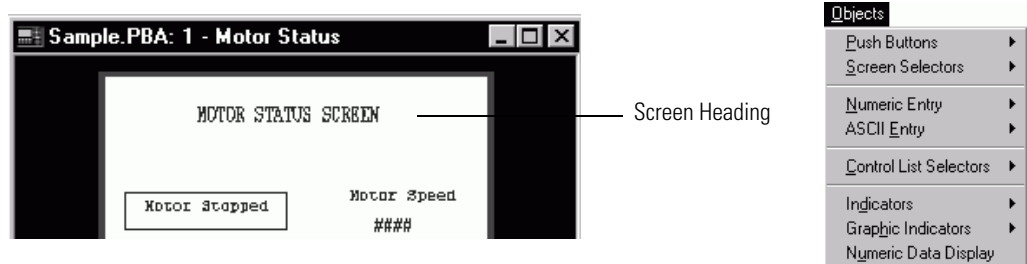 Sample.PBA: 1 - Motor Status
MOTOR STATUS SCREEN
Screen Heading
Motor Stopped
Motor Speed
####
Objects
Push Buttons
Screen Selectors
Numeric Entry
ASCII Entry
Control List Selectors
Indicators
Graphic Indicators
Numeric Data Display